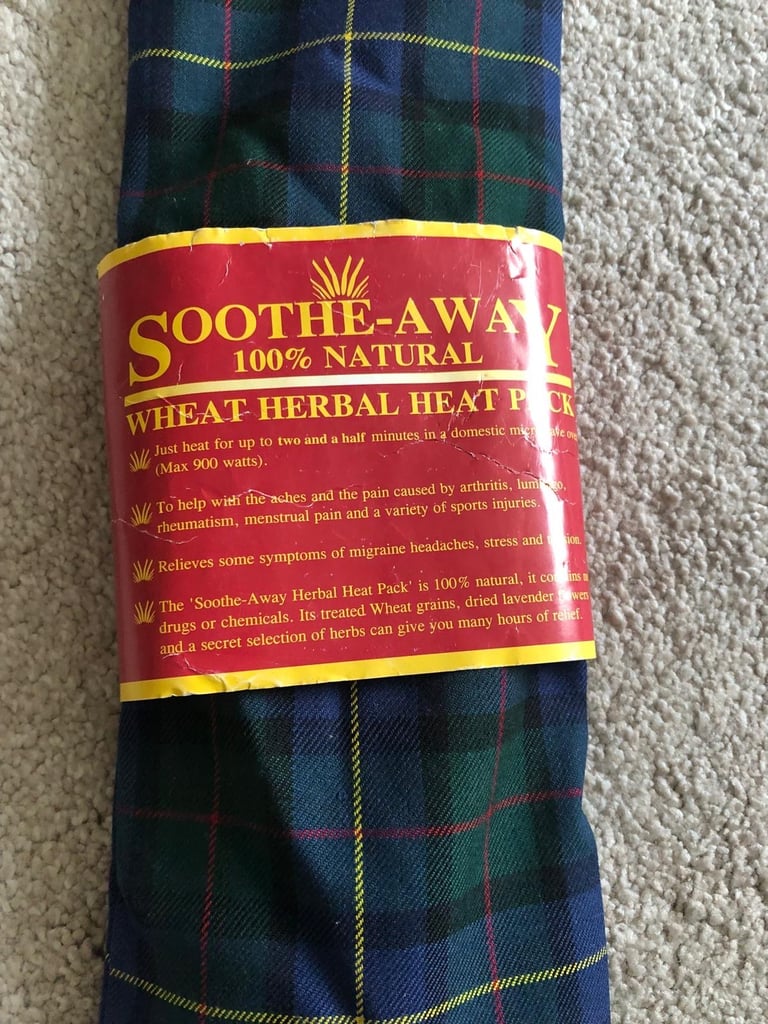 SOOTHE-AWAY
100% NATURAL
WHEAT HERBAL HEAT PACK
Just heat for up to two and a half minutes in a domestic microwave
(Max 900 watts).
To help with the aches and the pain caused by arthritis, lumbago,
rheumatism, menstrual pain and a variety of sports injuries.
Relieves some symptoms of migraine headaches, stress and tension.
The 'Soothe-Away Herbal Heat Pack' is 100% natural, it contains
drugs or chemicals. Its treated Wheat grains, dried lavender flowers
and a secret selection of herbs can give you many hours of relief.